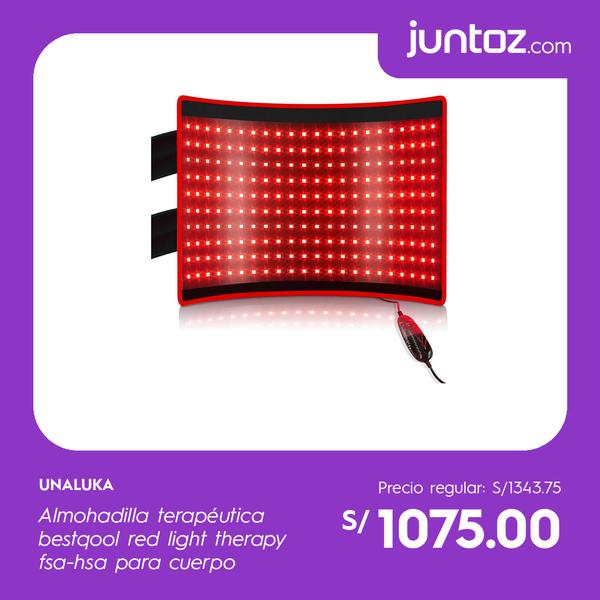 juntoz.com
UNALUKA
Almohadilla terapéutica
bestqool red light therapy
fsa-hsa para cuerpo
Precio regular: S/1343.75
S/1075.00